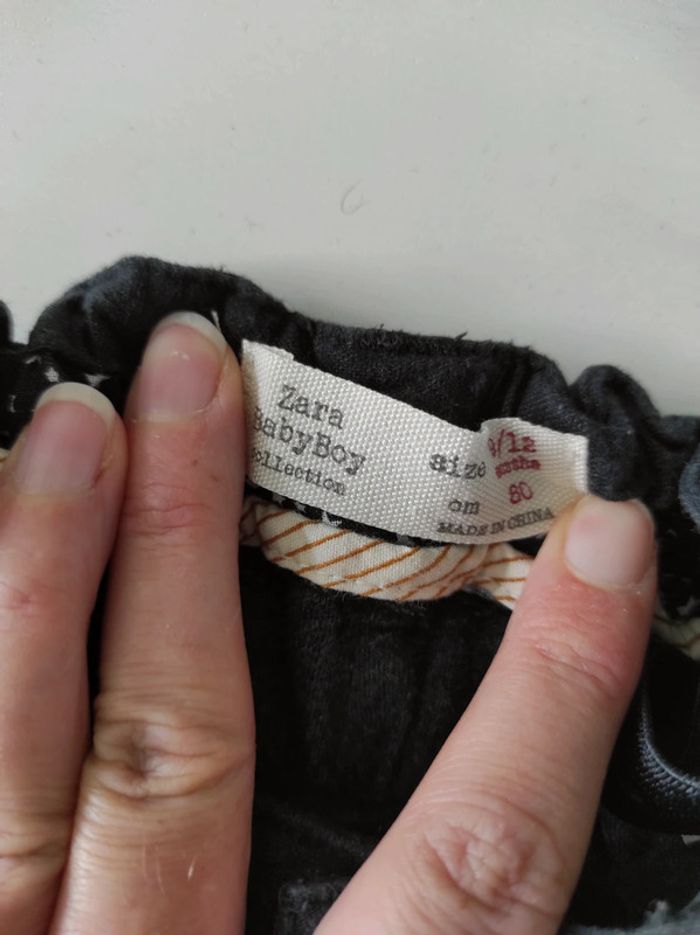 Zara
BabyBoy
collection
size 9/12
months
cm 80
MADE IN CHINA